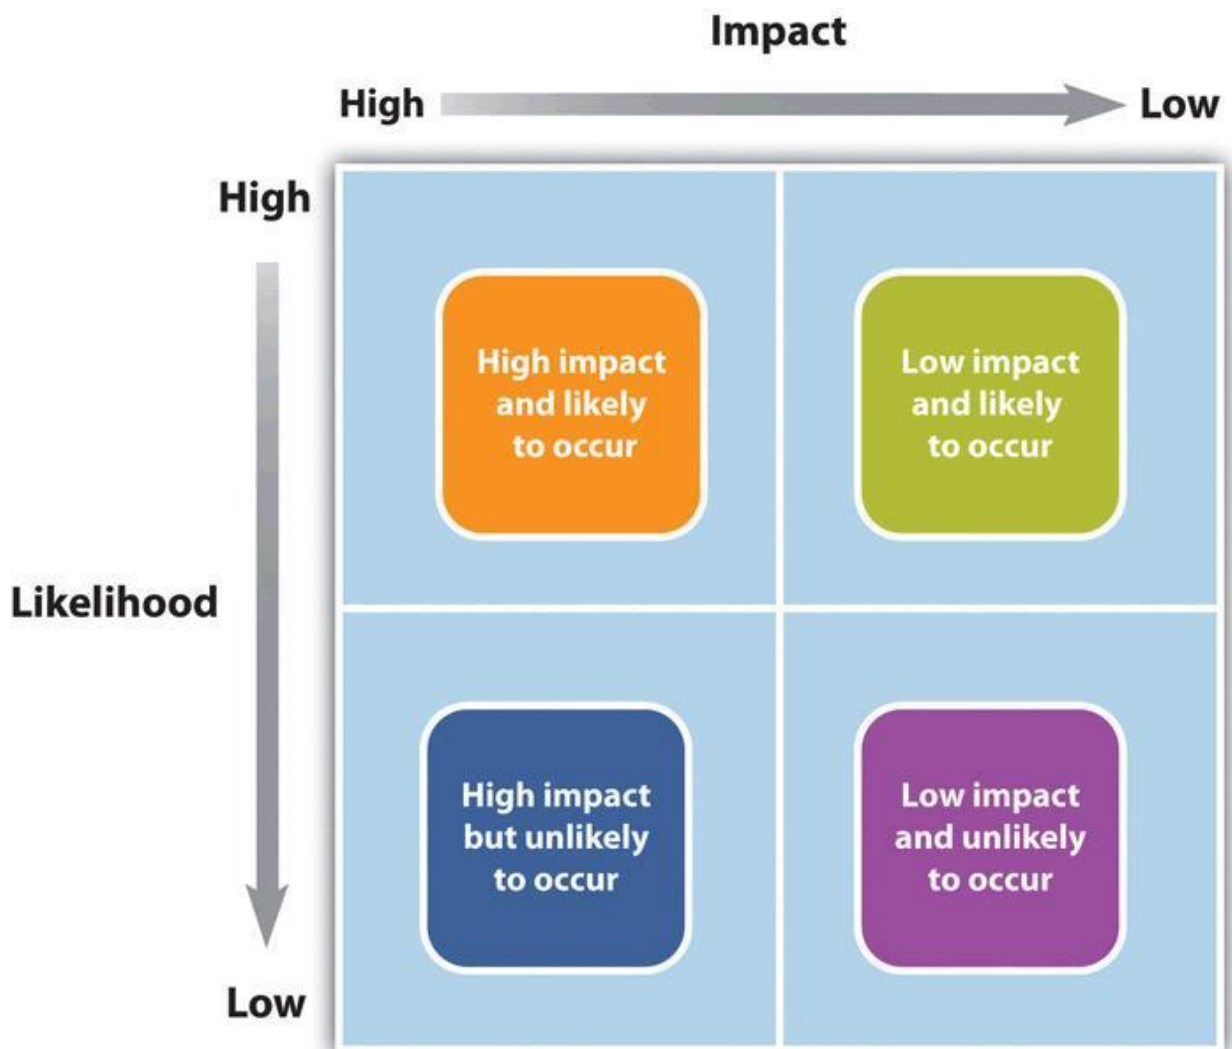 Impact
High
Low
High
High impact
and likely
to occur
Low impact
and likely
to occur
Likelihood
High impact
but unlikely
to occur
Low impact
and unlikely
to occur
Low